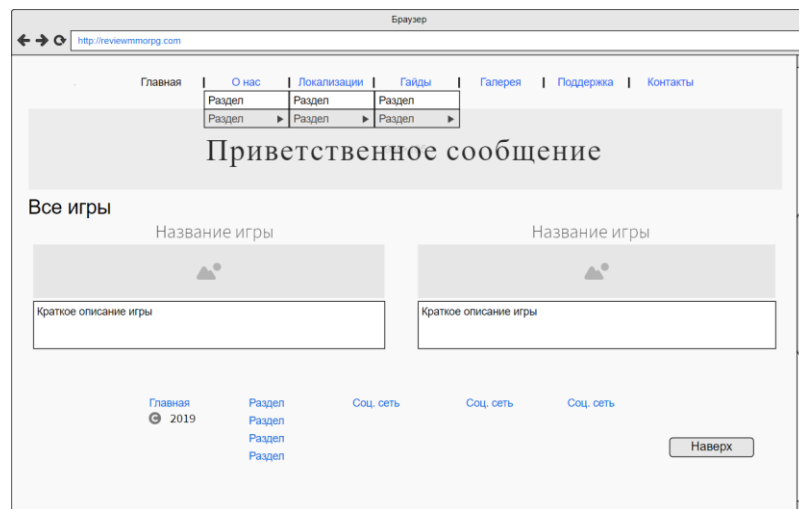 Браузер
http://reviewmmorpg.com
Главная | О нас | Локализации | Гайды | Галерея | Поддержка | Контакты
Раздел Раздел Раздел
Раздел Раздел Раздел
Приветственное сообщение
Все игры
Название игры Название игры
Краткое описание игры Краткое описание игры
Главная Раздел Соц. сеть Соц. сеть Соц. сеть
© 2019 Раздел
Раздел
Раздел
Наверх